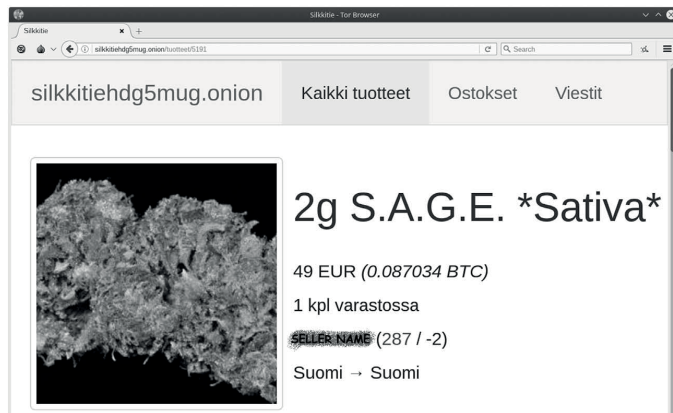 Silkkitie - Tor Browser
Silkkitie
silkkitiehdg5mug.onion/tuotteet/5191
Search
silkkitiehdg5mug.onion
Kaikki tuotteet
Ostokset
Viestit
2g S.A.G.E. *Sativa*
49 EUR (0.087034 BTC)
1 kpl varastossa
SELLER NAME (287 / -2)
Suomi → Suomi